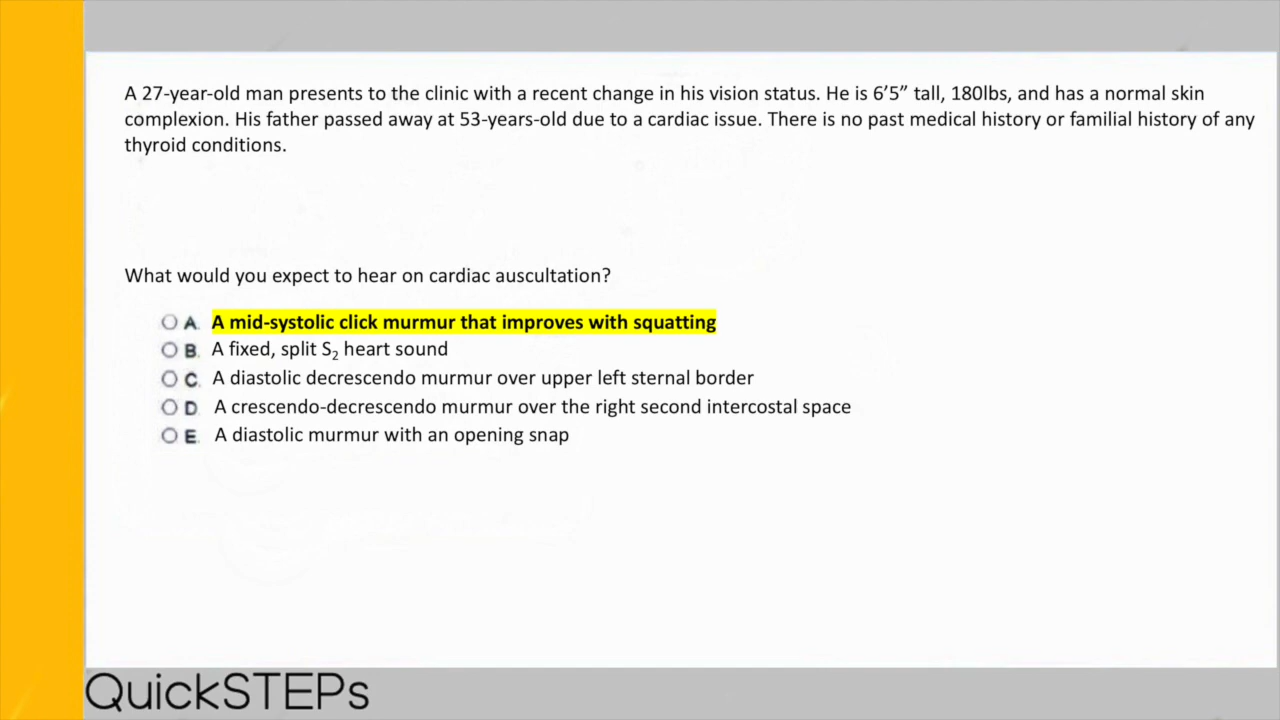 A 27-year-old man presents to the clinic with a recent change in his vision status. He is 6’5” tall, 180lbs, and has a normal skin
complexion. His father passed away at 53-years-old due to a cardiac issue. There is no past medical history or familial history of any
thyroid conditions.
What would you expect to hear on cardiac auscultation?
A. A mid-systolic click murmur that improves with squatting
B. A fixed, split S₂ heart sound
C. A diastolic decrescendo murmur over upper left sternal border
D. A crescendo-decrescendo murmur over the right second intercostal space
E. A diastolic murmur with an opening snap
QuickSTEPs